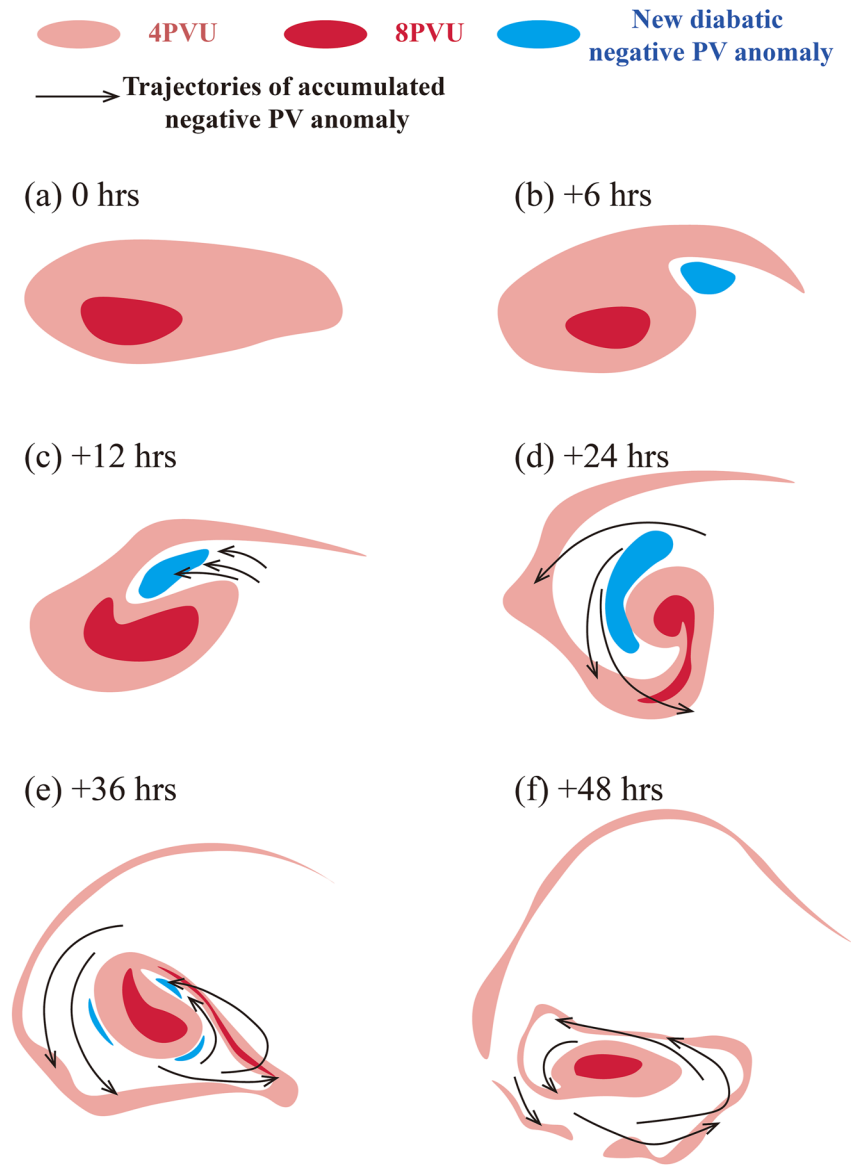 4PVU
8PVU
New diabatic
negative PV anomaly
Trajectories of accumulated
negative PV anomaly
(a) 0 hrs
(b) +6 hrs
(c) +12 hrs
(d) +24 hrs
(e) +36 hrs
(f) +48 hrs